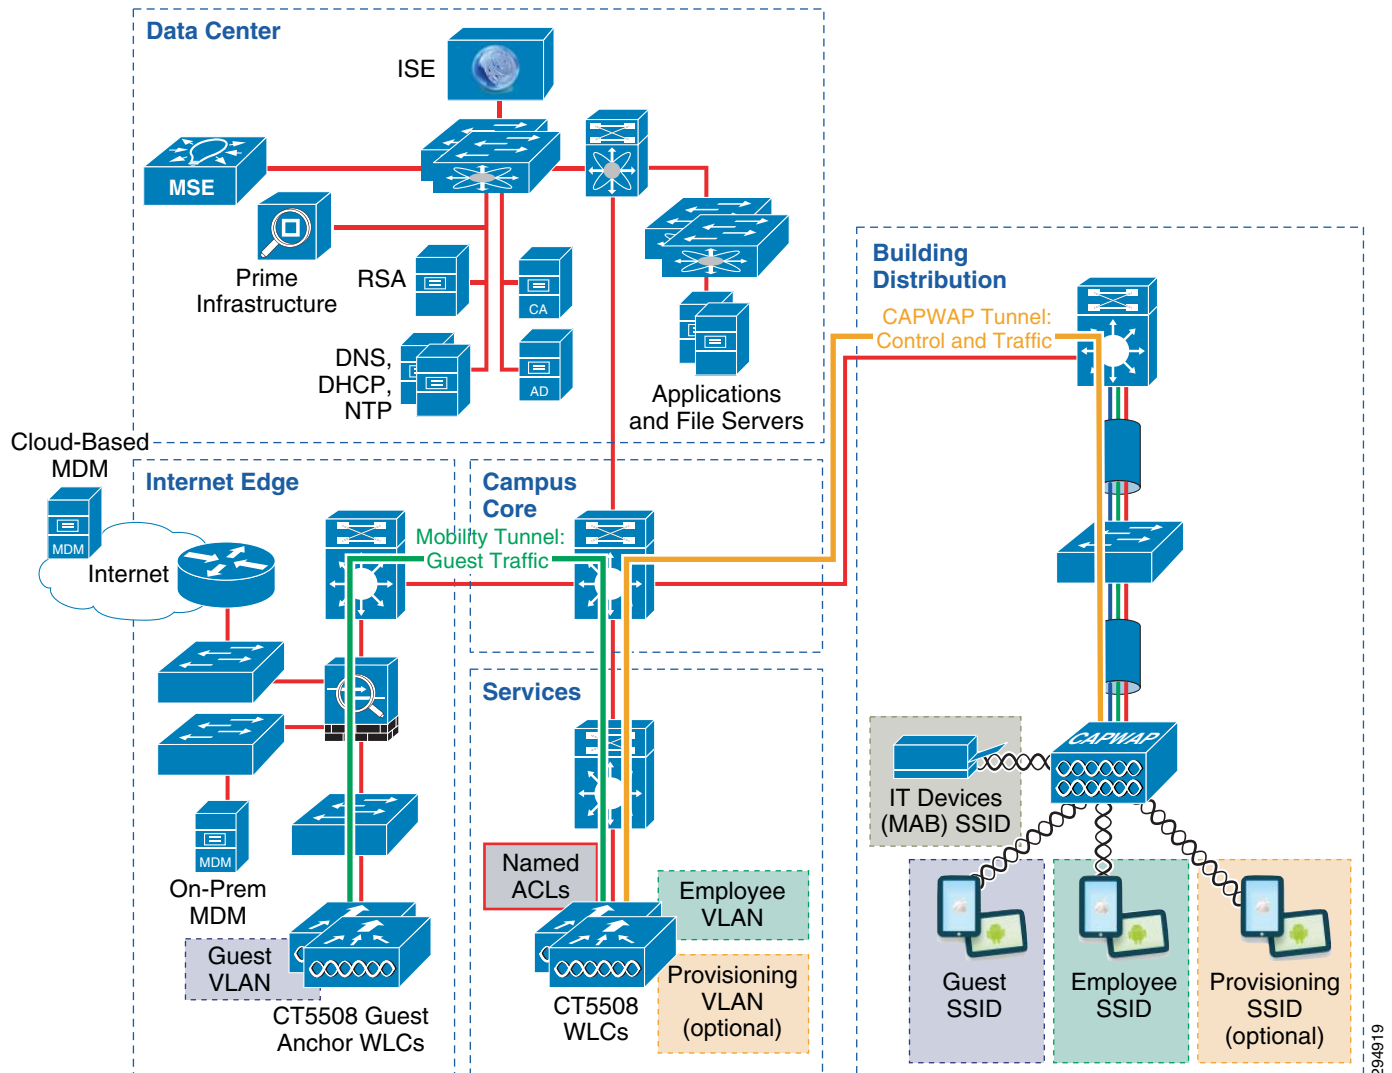 Data Center
ISE
MSE
Prime
Infrastructure
RSA
CA
DNS,
DHCP,
NTP
AD
Applications
and File Servers
Building
Distribution
CAPWAP Tunnel:
Control and Traffic
Cloud-Based
MDM
MDM
Internet
Internet Edge
Campus
Core
Mobility Tunnel:
Guest Traffic
Services
MDM
On-Prem
MDM
Guest
VLAN
CT5508 Guest
Anchor WLCs
Named
ACLs
Employee
VLAN
Provisioning
VLAN
(optional)
CT5508
WLCs
CAPWAP
IT Devices
(MAB) SSID
Guest
SSID
Employee
SSID
Provisioning
SSID
(optional)
294919